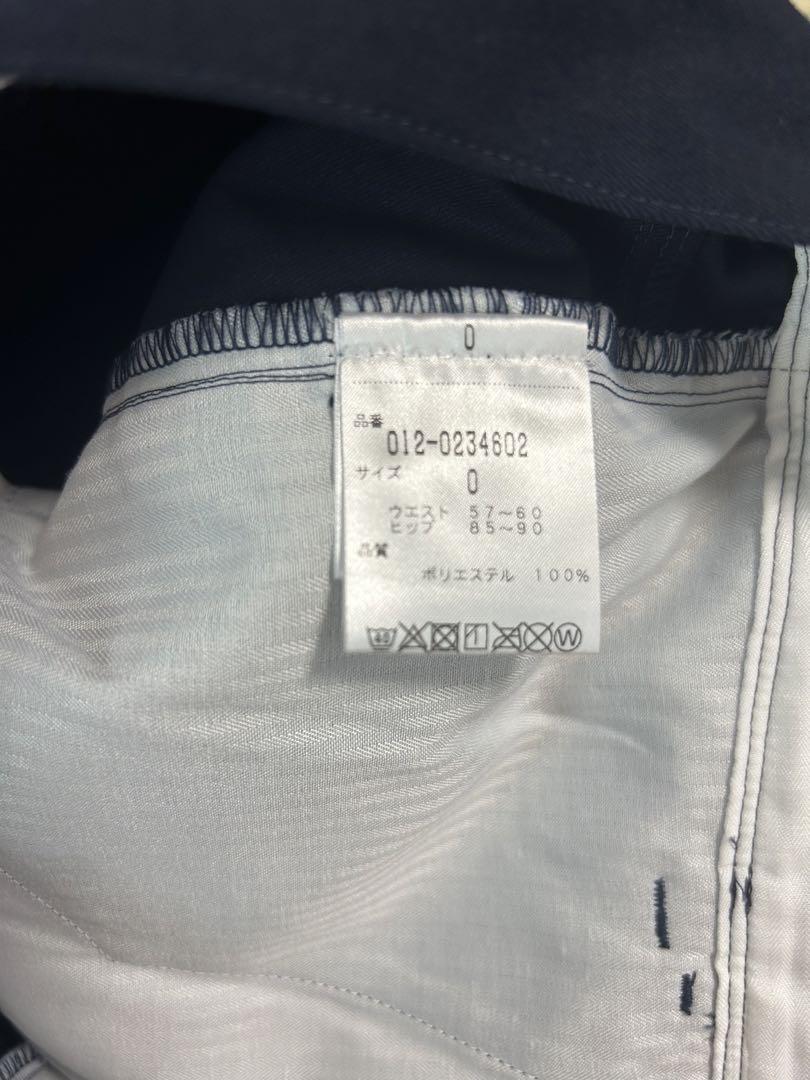 0
品番
012-0234602
サイズ
0
ウエスト 57～60
ヒップ 85～90
品質
ポリエステル 100%
W